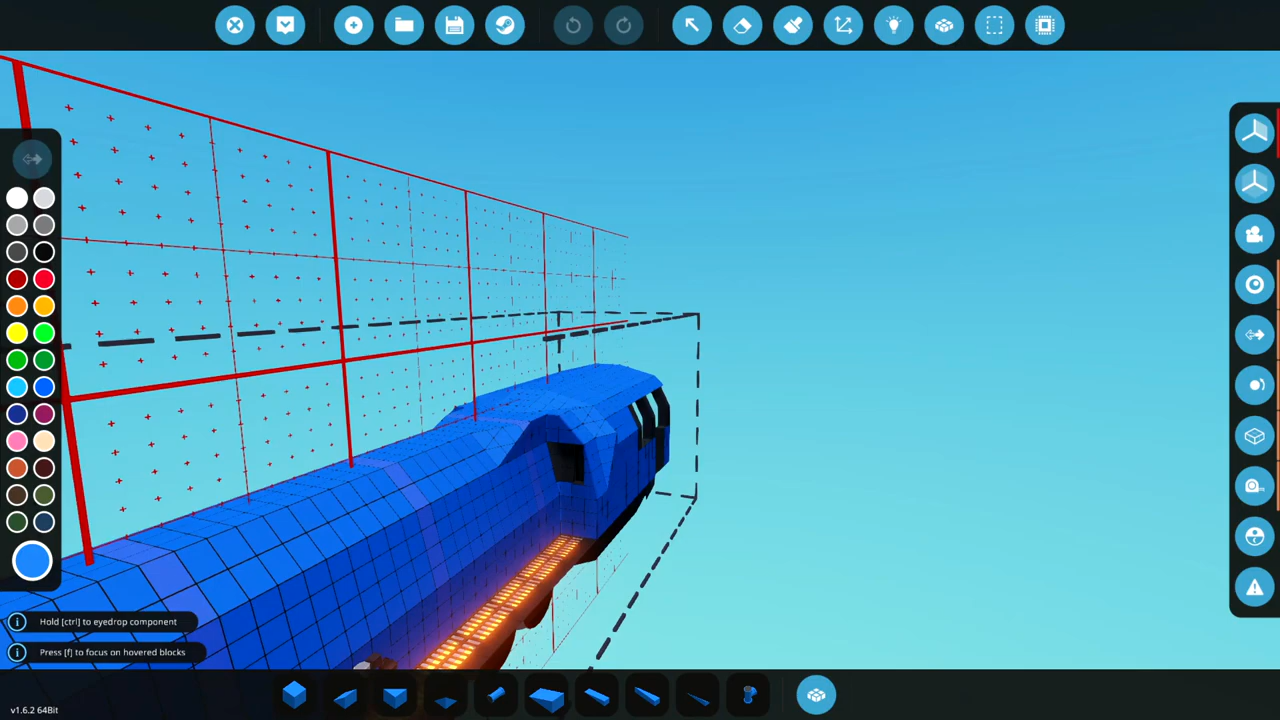 Hold [ctrl] to eyedrop component
Press [f] to focus on hovered blocks
v1.6.2 64Bit